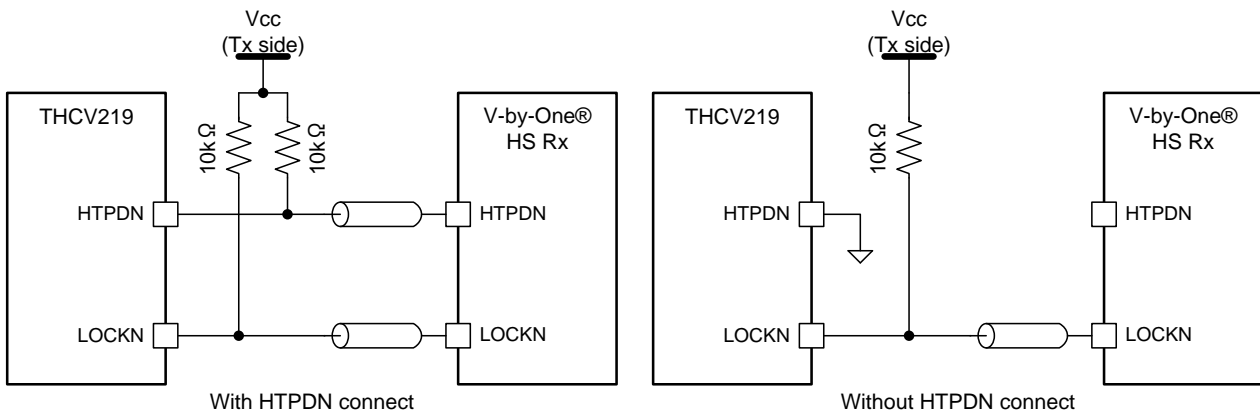 Vcc
(Tx side)
THCV219
10kΩ
10kΩ
V-by-One®
HS Rx
HTPDN
HTPDN
LOCKN
LOCKN
With HTPDN connect
Vcc
(Tx side)
THCV219
10kΩ
V-by-One®
HS Rx
HTPDN
HTPDN
LOCKN
LOCKN
Without HTPDN connect